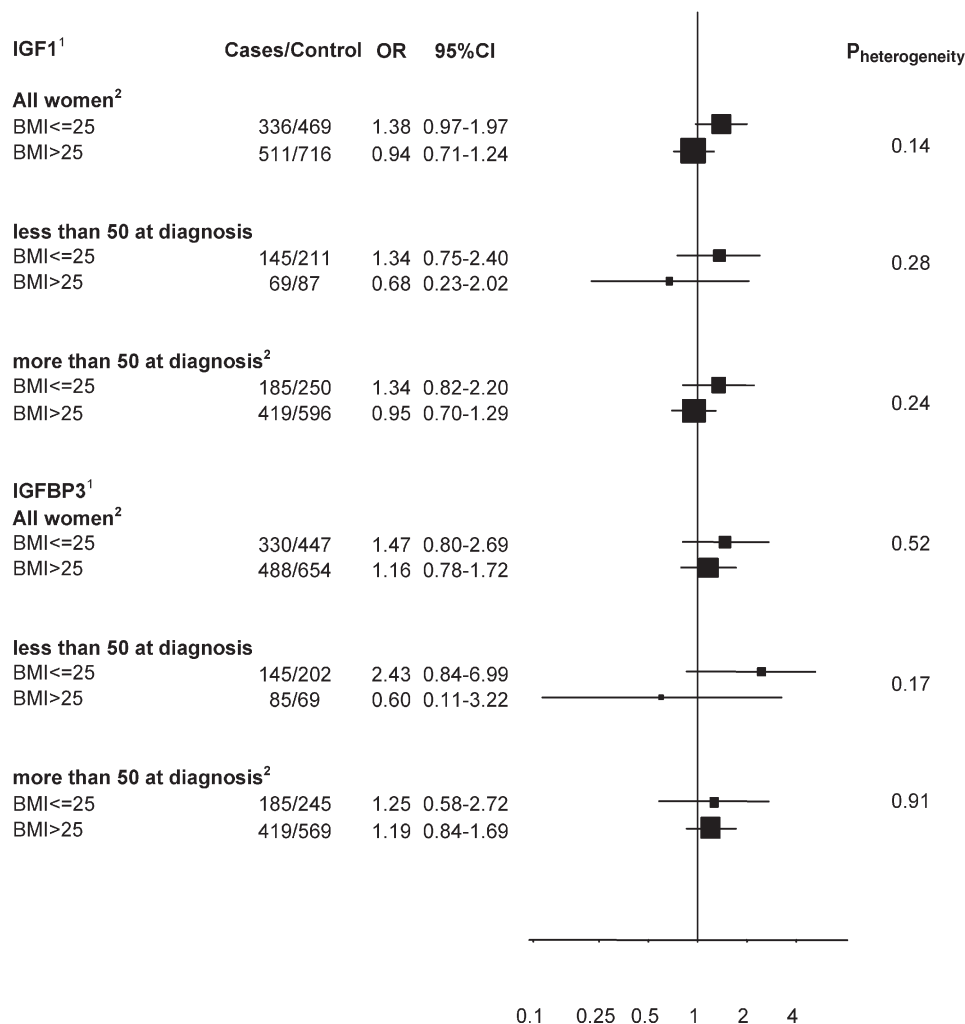 IGF1¹ Cases/Control OR 95%CI Pheterogeneity
All women²
BMI<=25 336/469 1.38 0.97-1.97
BMI>25 511/716 0.94 0.71-1.24
0.14
less than 50 at diagnosis
BMI<=25 145/211 1.34 0.75-2.40
BMI>25 69/87 0.68 0.23-2.02
0.28
more than 50 at diagnosis²
BMI<=25 185/250 1.34 0.82-2.20
BMI>25 419/596 0.95 0.70-1.29
0.24
IGFBP3¹
All women²
BMI<=25 330/447 1.47 0.80-2.69
BMI>25 488/654 1.16 0.78-1.72
0.52
less than 50 at diagnosis
BMI<=25 145/202 2.43 0.84-6.99
BMI>25 85/69 0.60 0.11-3.22
0.17
more than 50 at diagnosis²
BMI<=25 185/245 1.25 0.58-2.72
BMI>25 419/569 1.19 0.84-1.69
0.91
0.1 0.25 0.5 1 2 4